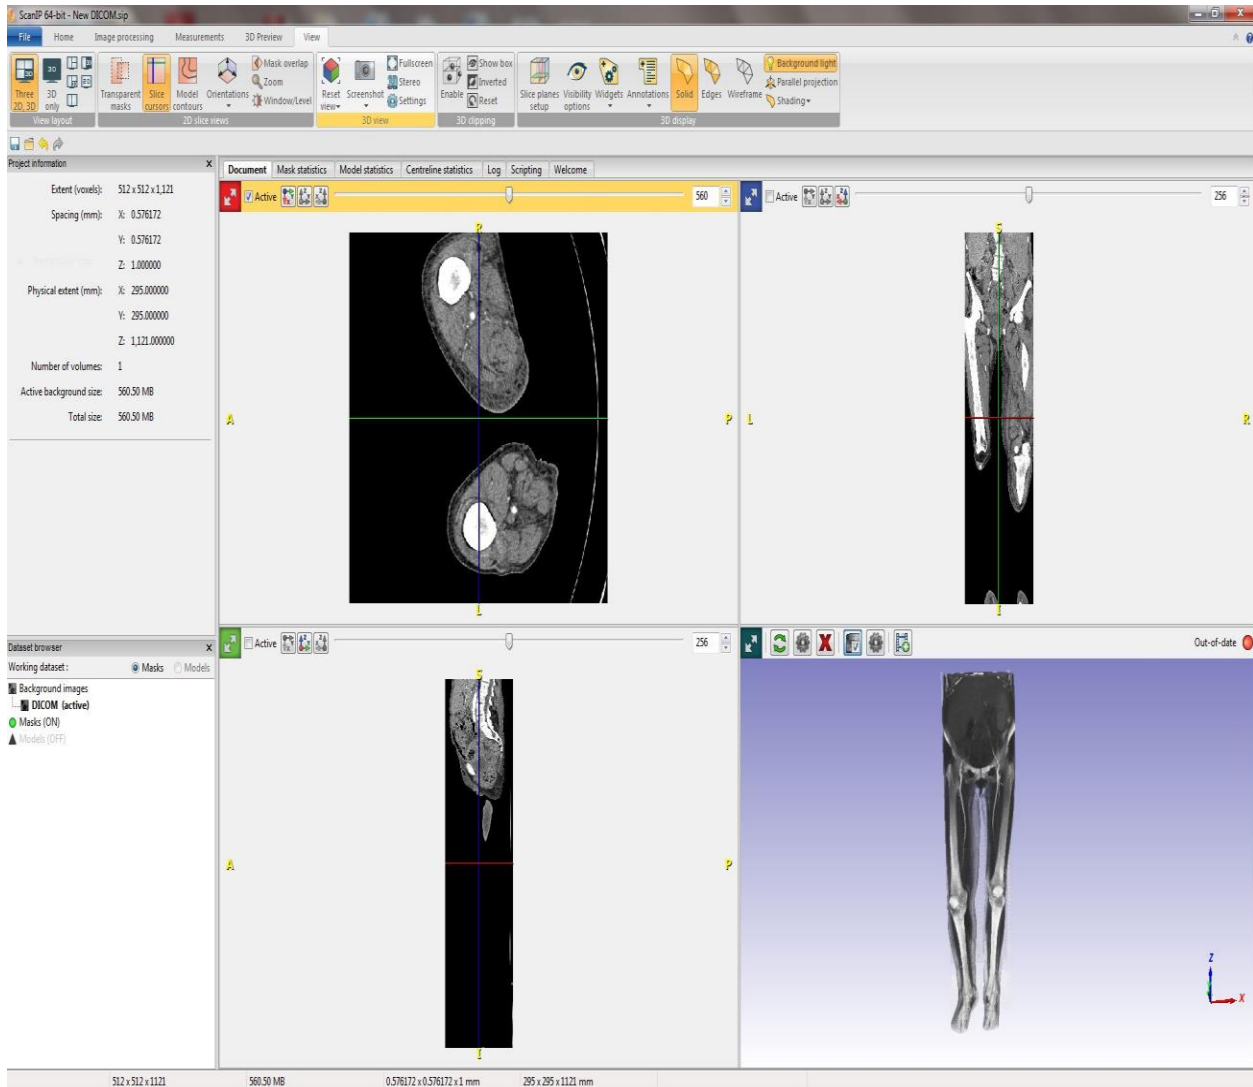 ScanIP 64-bit - New DICOM.sip
File Home Image processing Measurements 3D Preview View
Three 2D, 3D
3D only
View layout
Transparent masks
Slice cursors
Model contours
Orientations
Mask overlap
Zoom
Window/Level
2D slice views
Reset view
Screenshot
Fullscreen
Stereo
Settings
3D view
Enable
Show box
Inverted
Reset
3D clipping
Slice planes setup
Visibility options
Widgets
Annotations
Solid
Edges
Wireframe
Background light
Parallel projection
Shading
3D display
Project information X
Extent (voxels): 512 x 512 x 1,121
Spacing (mm): X: 0.576172
Y: 0.576172
Z: 1.000000
Physical extent (mm): X: 295.000000
Y: 295.000000
Z: 1,121.000000
Number of volumes: 1
Active background size: 560.50 MB
Total size: 560.50 MB
Document Mask statistics Model statistics Centreline statistics Log Scripting Welcome
Active 560
R
A P
L
Active 256
S
L R
I
Dataset browser X
Working dataset: Masks Models
Background images
DICOM (active)
Masks (ON)
Models (OFF)
Active 256
S
A P
I
Out-of-date
Z
X
512 x 512 x 1121 560.50 MB 0.576172 x 0.576172 x 1 mm 295 x 295 x 1121 mm